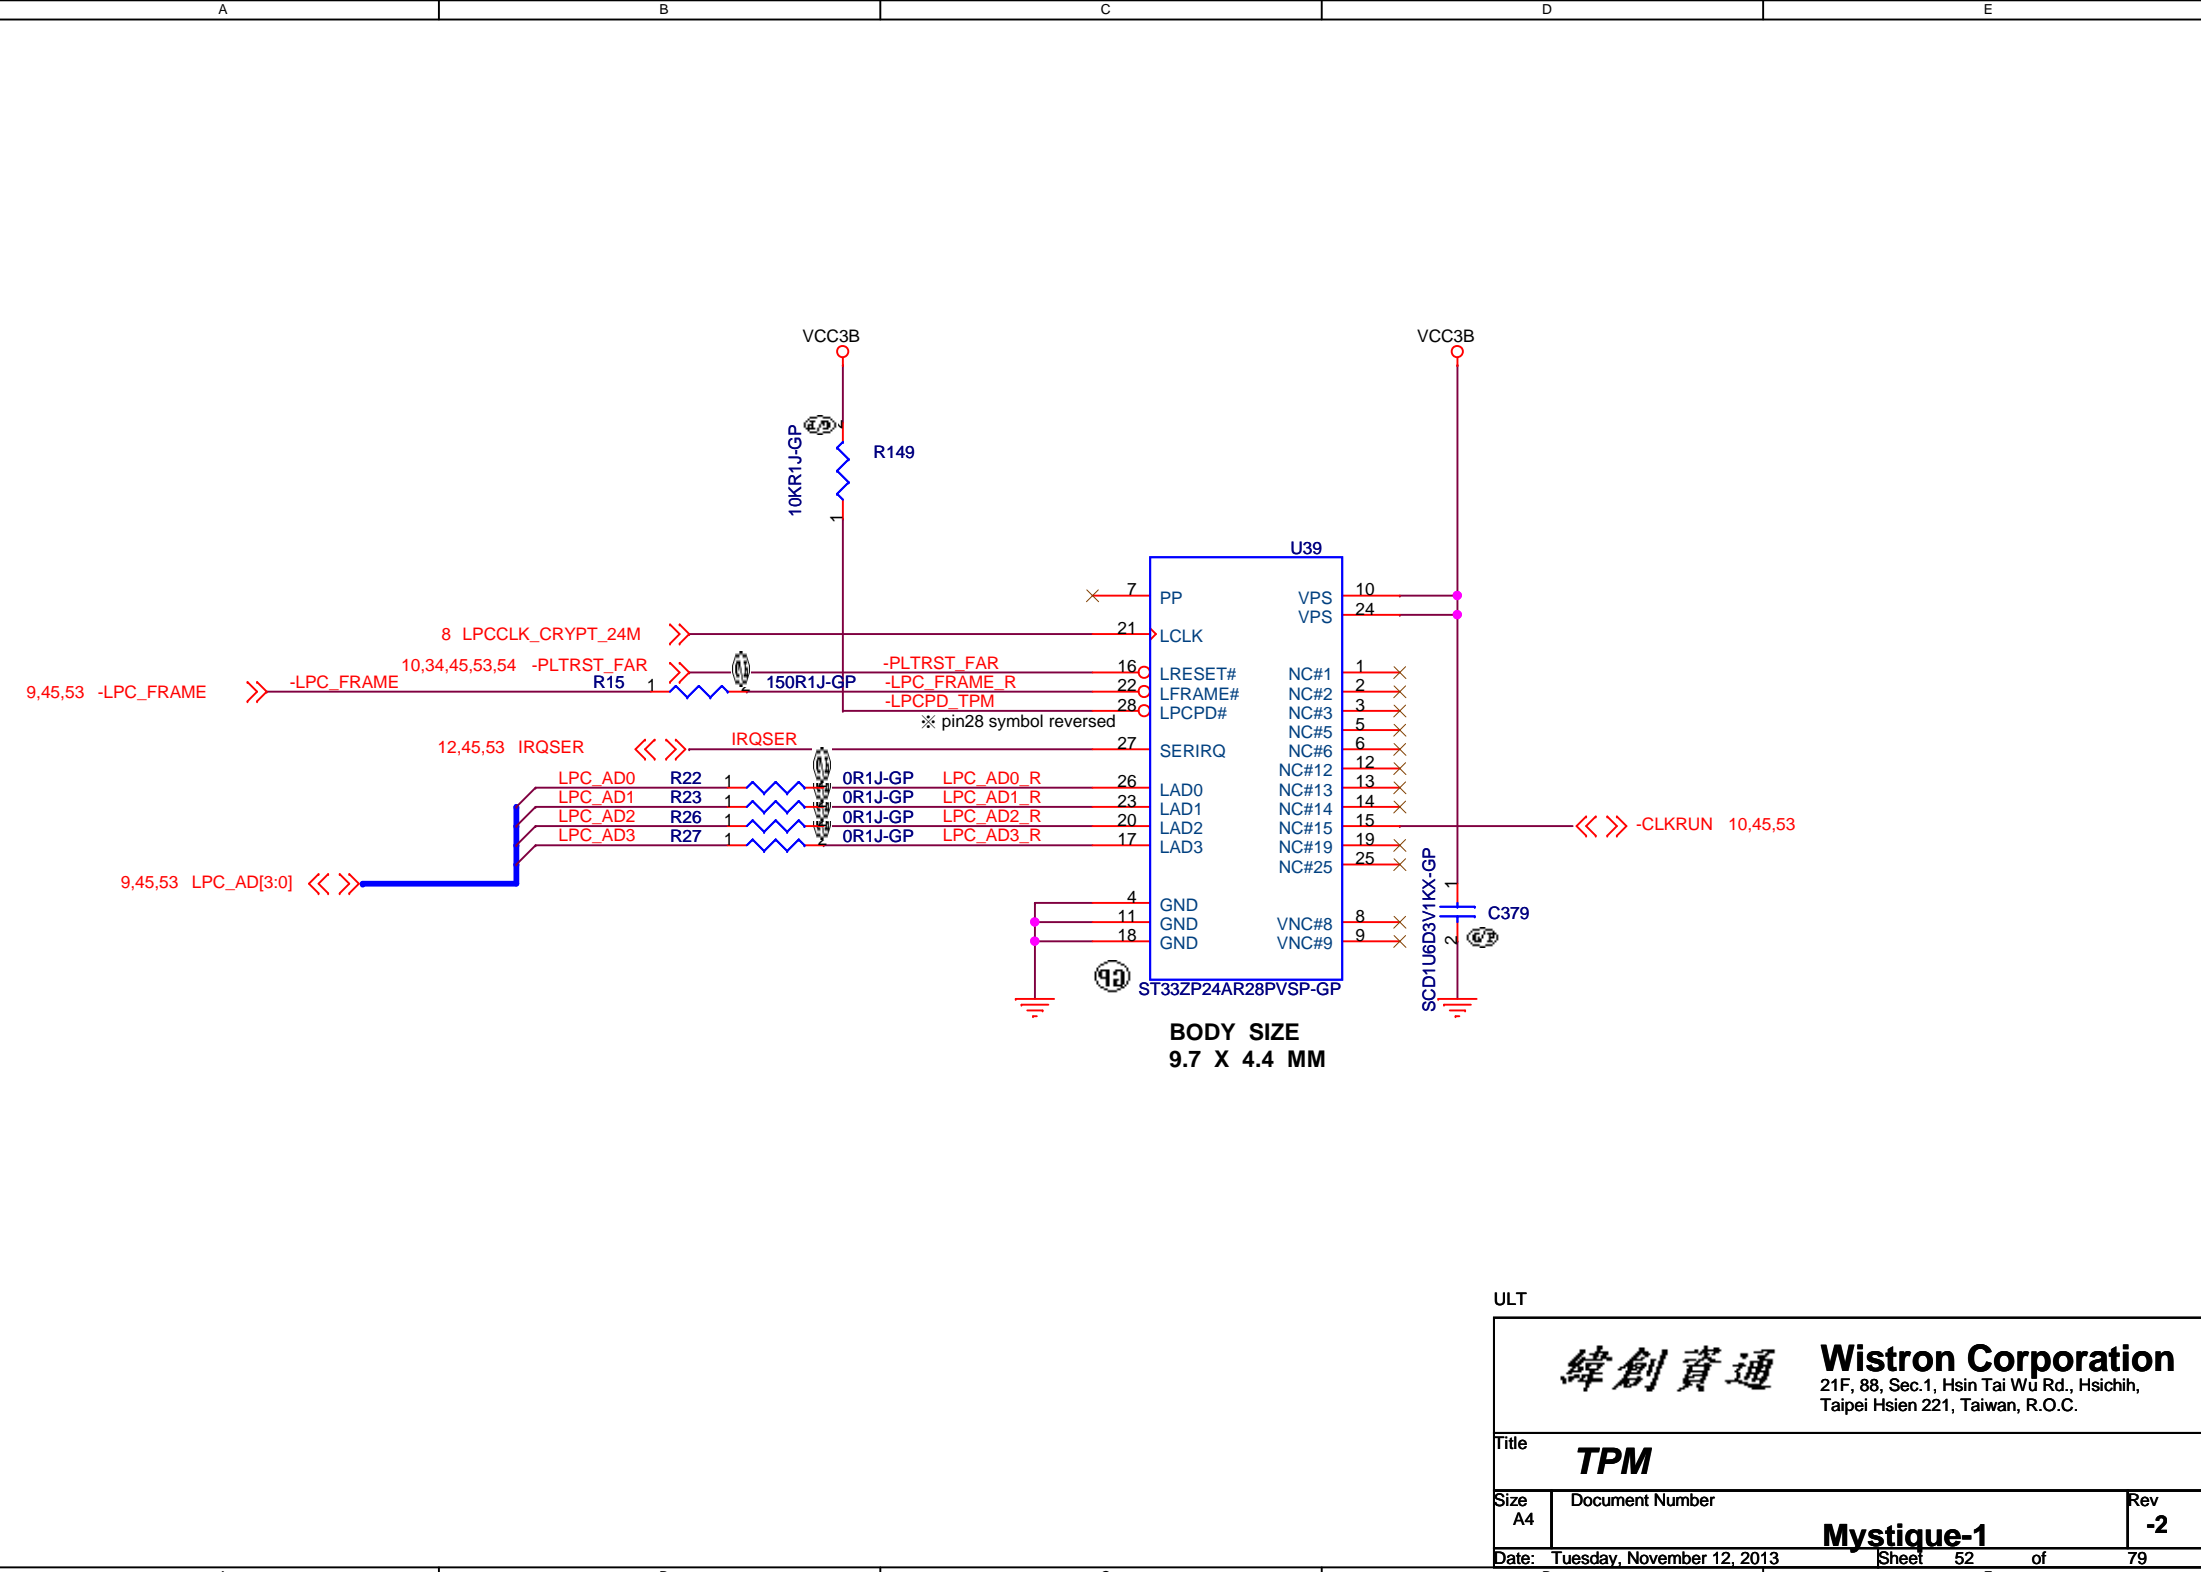 A B C D E
VCC3B VCC3B
10KR1J-GP 2 R149
1
U39
7 PP VPS 10
VPS 24
8 LPCCLK_CRYPT_24M 21 LCLK
10,34,45,53,54 -PLTRST_FAR -PLTRST_FAR 16 LRESET# NC#1 1
9,45,53 -LPC_FRAME -LPC_FRAME R15 1 2 150R1J-GP -LPC_FRAME_R 22 LFRAME# NC#2 2
-LPCPD_TPM 28 LPCPD# NC#3 3
※ pin28 symbol reversed
NC#5 5
12,45,53 IRQSER IRQSER 27 SERIRQ NC#6 6
NC#12 12
LPC_AD0 R22 1 0R1J-GP LPC_AD0_R 26 LAD0 NC#13 13
LPC_AD1 R23 1 0R1J-GP LPC_AD1_R 23 LAD1 NC#14 14
LPC_AD2 R26 1 0R1J-GP LPC_AD2_R 20 LAD2 NC#15 15 -CLKRUN 10,45,53
LPC_AD3 R27 1 2 0R1J-GP LPC_AD3_R 17 LAD3 NC#19 19
NC#25 25
9,45,53 LPC_AD[3:0]
4 GND
11 GND VNC#8 8
18 GND VNC#9 9
SCD1U6D3V1KX-GP 1 C379
2 G/P
GP
ST33ZP24AR28PVSP-GP
BODY SIZE
9.7 X 4.4 MM
ULT
緯創資通 Wistron Corporation
21F, 88, Sec.1, Hsin Tai Wu Rd., Hsichih,
Taipei Hsien 221, Taiwan, R.O.C.
Title
TPM
Size Document Number Rev
A4 Mystique-1 -2
Date: Tuesday, November 12, 2013 Sheet 52 of 79